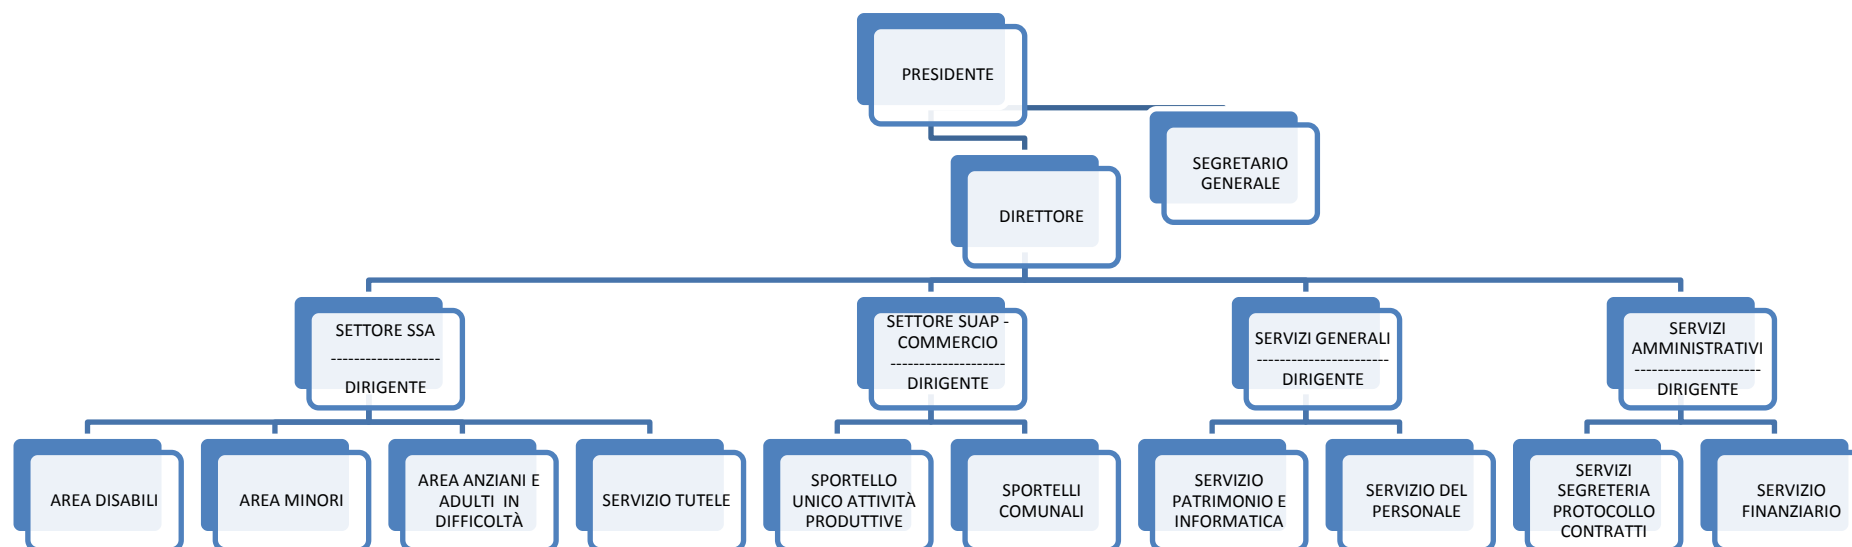 PRESIDENTE
SEGRETARIO
GENERALE
DIRETTORE
SETTORE SSA
-------------------
DIRIGENTE
SETTORE SUAP -
COMMERCIO
--------------------
DIRIGENTE
SERVIZI GENERALI
-----------------------
DIRIGENTE
SERVIZI
AMMINISTRATIVI
----------------------
DIRIGENTE
AREA DISABILI
AREA MINORI
AREA ANZIANI E
ADULTI IN
DIFFICOLTÀ
SERVIZIO TUTELE
SPORTELLO
UNICO ATTIVITÀ
PRODUTTIVE
SPORTELLI
COMUNALI
SERVIZIO
PATRIMONIO E
INFORMATICA
SERVIZIO DEL
PERSONALE
SERVIZI
SEGRETERIA
PROTOCOLLO
CONTRATTI
SERVIZIO
FINANZIARIO